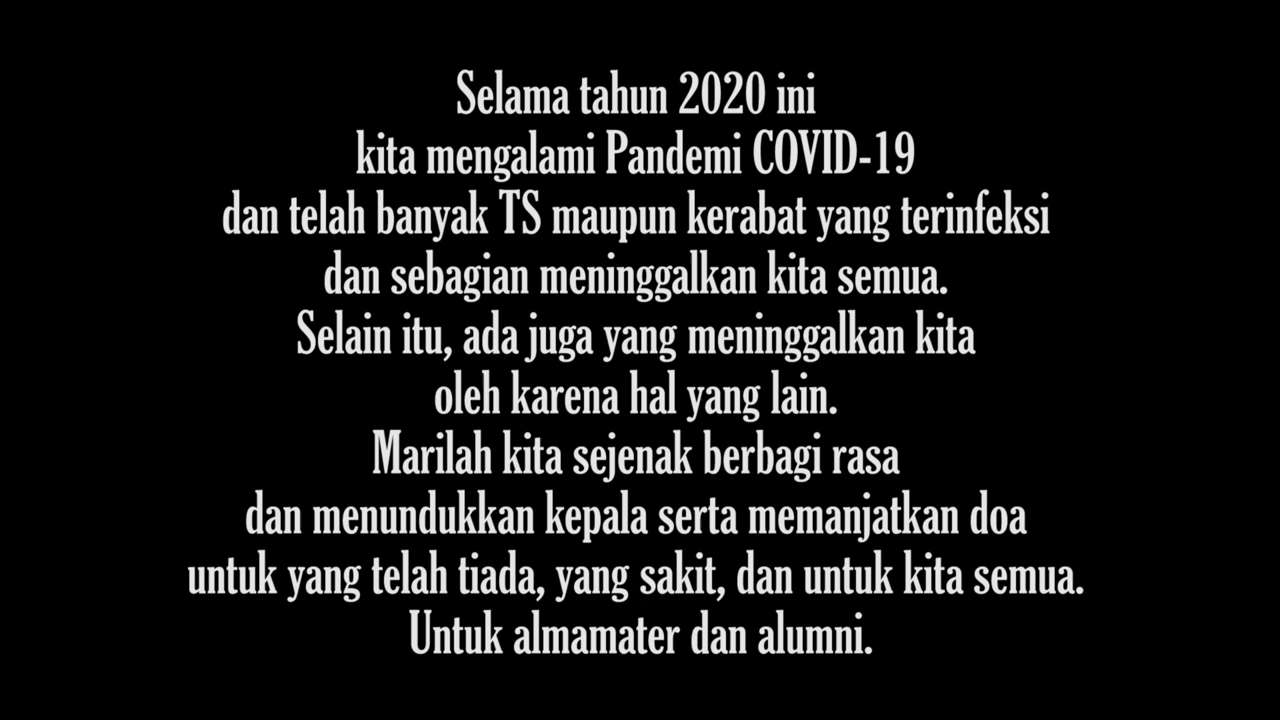 Selama tahun 2020 ini
kita mengalami Pandemi COVID-19
dan telah banyak TS maupun kerabat yang terinfeksi
dan sebagian meninggalkan kita semua.
Selain itu, ada juga yang meninggalkan kita
oleh karena hal yang lain.
Marilah kita sejenak berbagi rasa
dan menundukkan kepala serta memanjatkan doa
untuk yang telah tiada, yang sakit, dan untuk kita semua.
Untuk almamater dan alumni.